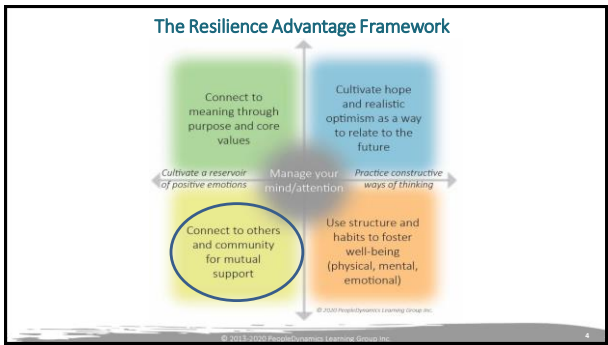 The Resilience Advantage Framework
Connect to
meaning through
purpose and core
values
Cultivate hope
and realistic
optimism as a way
to relate to the
future
Cultivate a reservoir
of positive emotions
Manage your
mind/attention
Practice constructive
ways of thinking
Connect to others
and community
for mutual
support
Use structure and
habits to foster
well-being
(physical, mental,
emotional)
© 2020 PeopleDynamics Learning Group Inc.
© 2013-2020 PeopleDynamics Learning Group Inc.
4